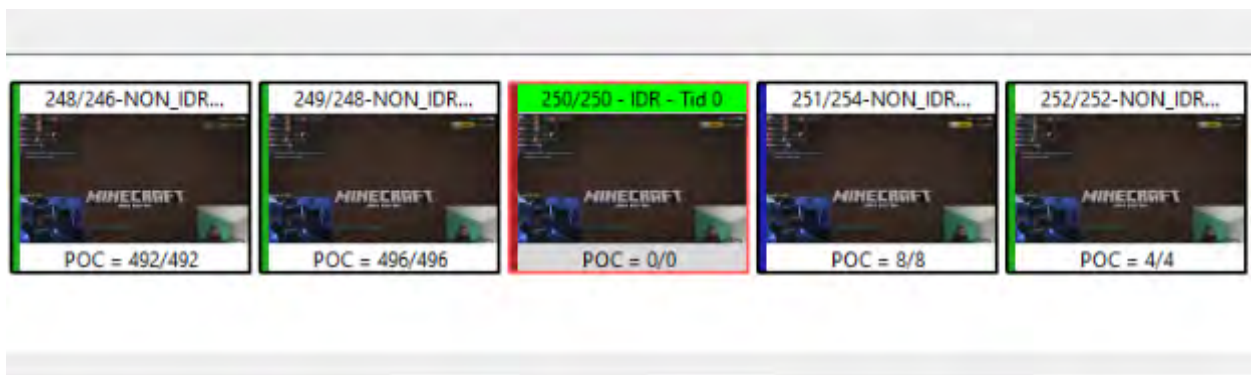 248/246-NON_IDR...
249/248-NON_IDR...
250/250 - IDR - Tid 0
251/254-NON_IDR...
252/252-NON_IDR...
MINECRAFT
MINECRAFT
MINECRAFT
MINECRAFT
MINECRAFT
POC = 492/492
POC = 496/496
POC = 0/0
POC = 8/8
POC = 4/4